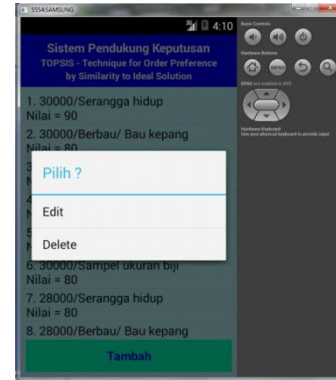 5554:SAMSUNG
4:10
Sistem Pendukung Keputusan
TOPSIS - Technique for Order Preference
by Similarity to Ideal Solution
1. 30000/Serangga hidup
Nilai = 90
2. 30000/Berbau/ Bau kepang
Nilai = 80
Pilih ?
Edit
Delete
6. 30000/Sampel ukuran biji
Nilai = 80
7. 28000/Serangga hidup
Nilai = 80
8. 28000/Berbau/ Bau kepang
Tambah
Basic Controls
Hardware Buttons
MENU
DPAD not enabled in AVD
Hardware Keyboard
Use your physical keyboard to provide input